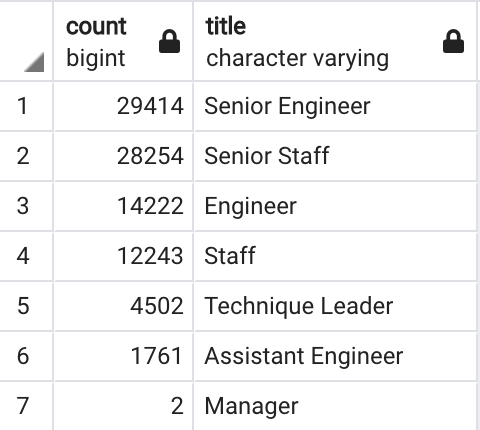 count title
bigint character varying
1 29414 Senior Engineer
2 28254 Senior Staff
3 14222 Engineer
4 12243 Staff
5 4502 Technique Leader
6 1761 Assistant Engineer
7 2 Manager